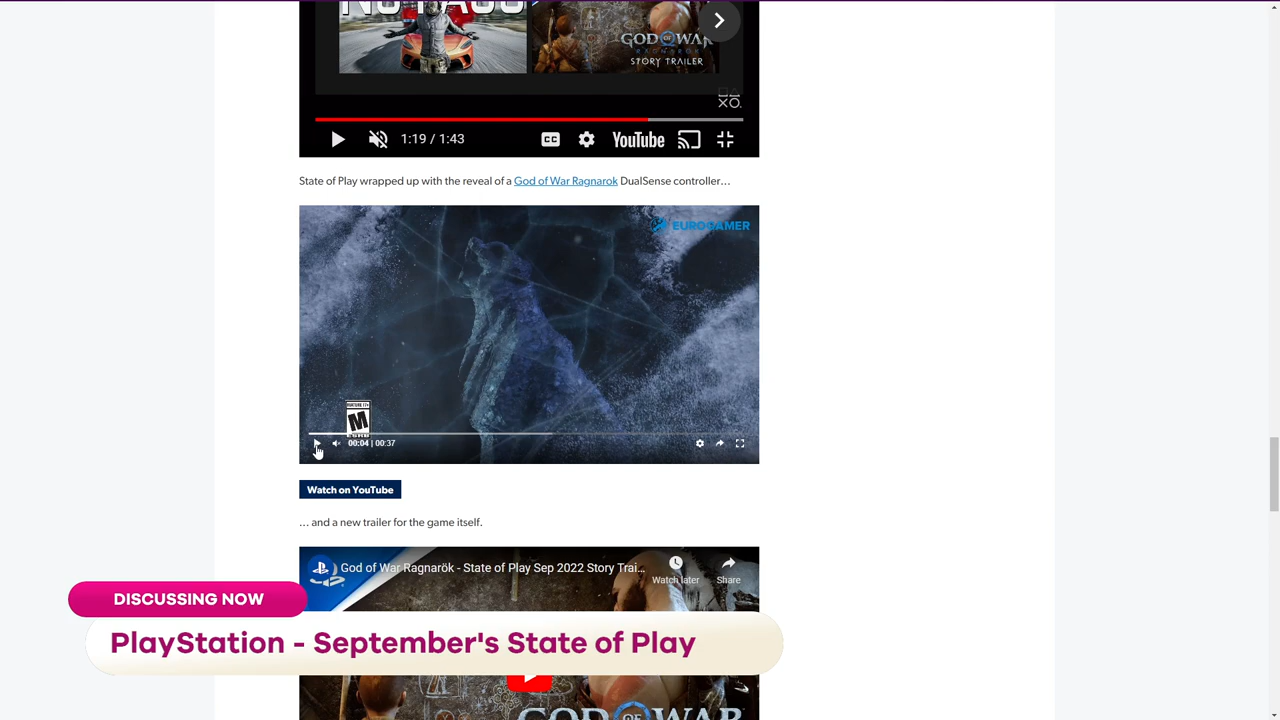 GOD OF WAR
RAGNARÖK
STORY TRAILER
1:19 / 1:43
CC
YouTube
State of Play wrapped up with the reveal of a God of War Ragnarok DualSense controller…
EUROGAMER
M
ESRB
00:04 | 00:37
Watch on YouTube
… and a new trailer for the game itself.
God of War Ragnarök - State of Play Sep 2022 Story Trai…
Watch later
Share
DISCUSSING NOW
PlayStation - September's State of Play
GOD OF WAR